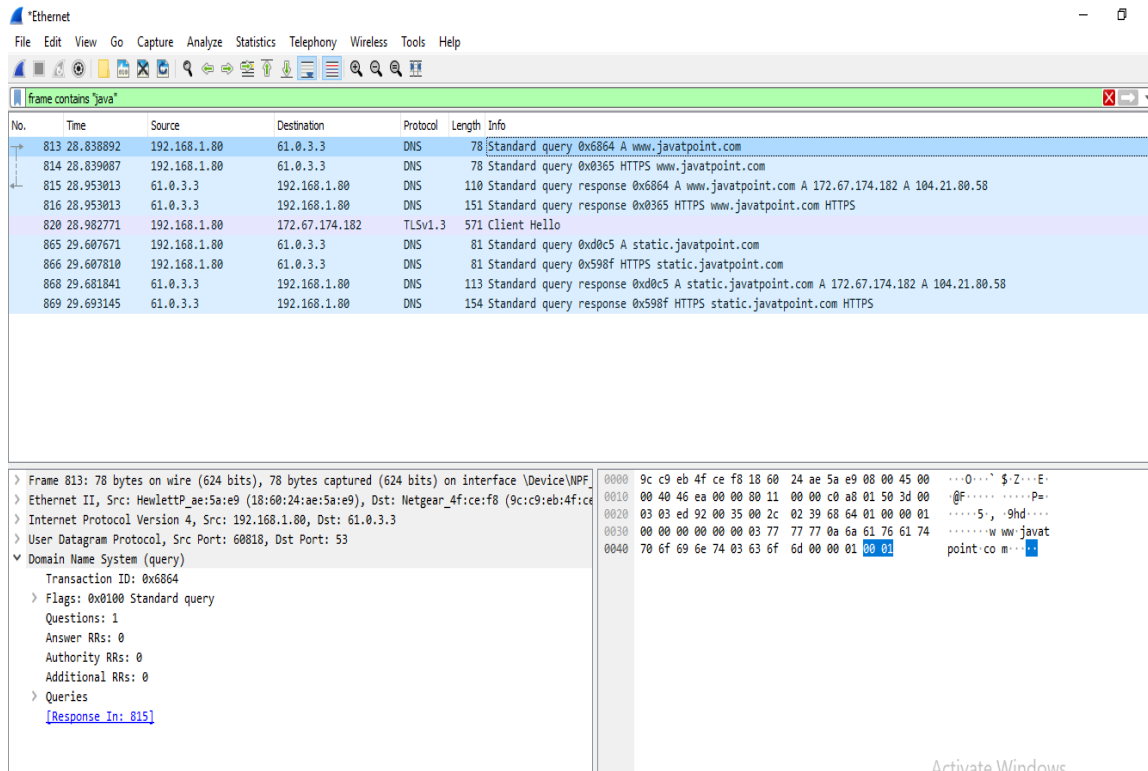 *Ethernet
File Edit View Go Capture Analyze Statistics Telephony Wireless Tools Help
frame contains "java"
No. Time Source Destination Protocol Length Info
813 28.838892 192.168.1.80 61.0.3.3 DNS 78 Standard query 0x6864 A www.javatpoint.com
814 28.839087 192.168.1.80 61.0.3.3 DNS 78 Standard query 0x0365 HTTPS www.javatpoint.com
815 28.953013 61.0.3.3 192.168.1.80 DNS 110 Standard query response 0x6864 A www.javatpoint.com A 172.67.174.182 A 104.21.80.58
816 28.953013 61.0.3.3 192.168.1.80 DNS 151 Standard query response 0x0365 HTTPS www.javatpoint.com HTTPS
820 28.982771 192.168.1.80 172.67.174.182 TLSv1.3 571 Client Hello
865 29.607671 192.168.1.80 61.0.3.3 DNS 81 Standard query 0xd0c5 A static.javatpoint.com
866 29.607810 192.168.1.80 61.0.3.3 DNS 81 Standard query 0x598f HTTPS static.javatpoint.com
868 29.681841 61.0.3.3 192.168.1.80 DNS 113 Standard query response 0xd0c5 A static.javatpoint.com A 172.67.174.182 A 104.21.80.58
869 29.693145 61.0.3.3 192.168.1.80 DNS 154 Standard query response 0x598f HTTPS static.javatpoint.com HTTPS
Frame 813: 78 bytes on wire (624 bits), 78 bytes captured (624 bits) on interface \Device\NPF_
Ethernet II, Src: HewlettP_ae:5a:e9 (18:60:24:ae:5a:e9), Dst: Netgear_4f:ce:f8 (9c:c9:eb:4f:ce
Internet Protocol Version 4, Src: 192.168.1.80, Dst: 61.0.3.3
User Datagram Protocol, Src Port: 60818, Dst Port: 53
Domain Name System (query)
Transaction ID: 0x6864
Flags: 0x0100 Standard query
Questions: 1
Answer RRs: 0
Authority RRs: 0
Additional RRs: 0
Queries
[Response In: 815]
0000 9c c9 eb 4f ce f8 18 60 24 ae 5a e9 08 00 45 00 ···O···` $·Z···E·
0010 00 40 46 ea 00 00 80 11 00 00 c0 a8 01 50 3d 00 ·@F····· ·····P=·
0020 03 03 ed 92 00 35 00 2c 02 39 68 64 01 00 00 01 ·····5·, ·9hd····
0030 00 00 00 00 00 00 03 77 77 77 0a 6a 61 76 61 74 ·······w ww·javat
0040 70 6f 69 6e 74 03 63 6f 6d 00 00 01 00 01 point·co m·····
Activate Windows